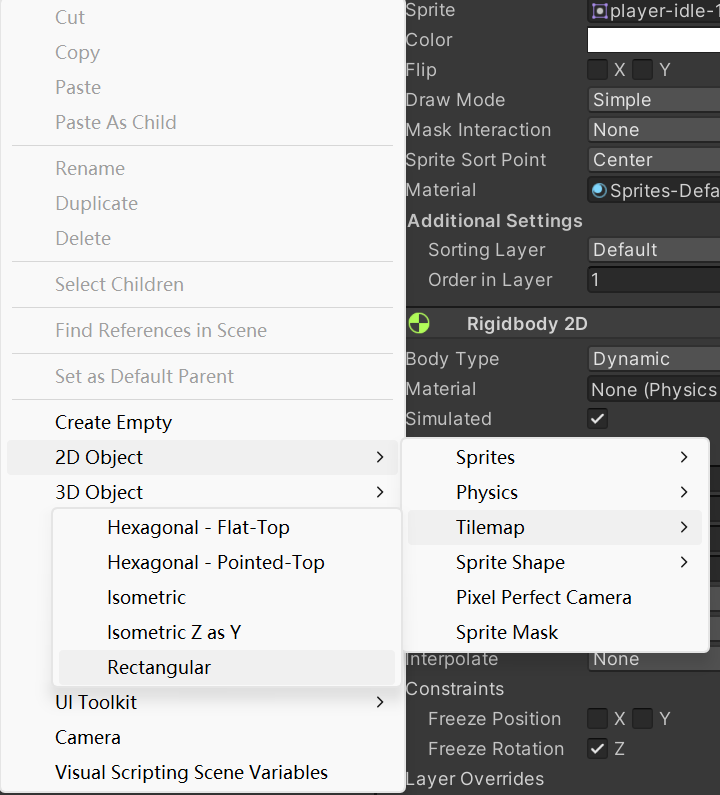 Cut
Copy
Paste
Paste As Child
Rename
Duplicate
Delete
Select Children
Find References in Scene
Set as Default Parent
Create Empty
2D Object
3D Object
Hexagonal - Flat-Top
Hexagonal - Pointed-Top
Isometric
Isometric Z as Y
Rectangular
UI Toolkit
Camera
Visual Scripting Scene Variables
Sprites
Physics
Tilemap
Sprite Shape
Pixel Perfect Camera
Sprite Mask
Sprite player-idle-1
Color
Flip X Y
Draw Mode Simple
Mask Interaction None
Sprite Sort Point Center
Material Sprites-Defa
Additional Settings
Sorting Layer Default
Order in Layer 1
Rigidbody 2D
Body Type Dynamic
Material None (Physics
Simulated
Interpolate None
Constraints
Freeze Position X Y
Freeze Rotation Z
Layer Overrides